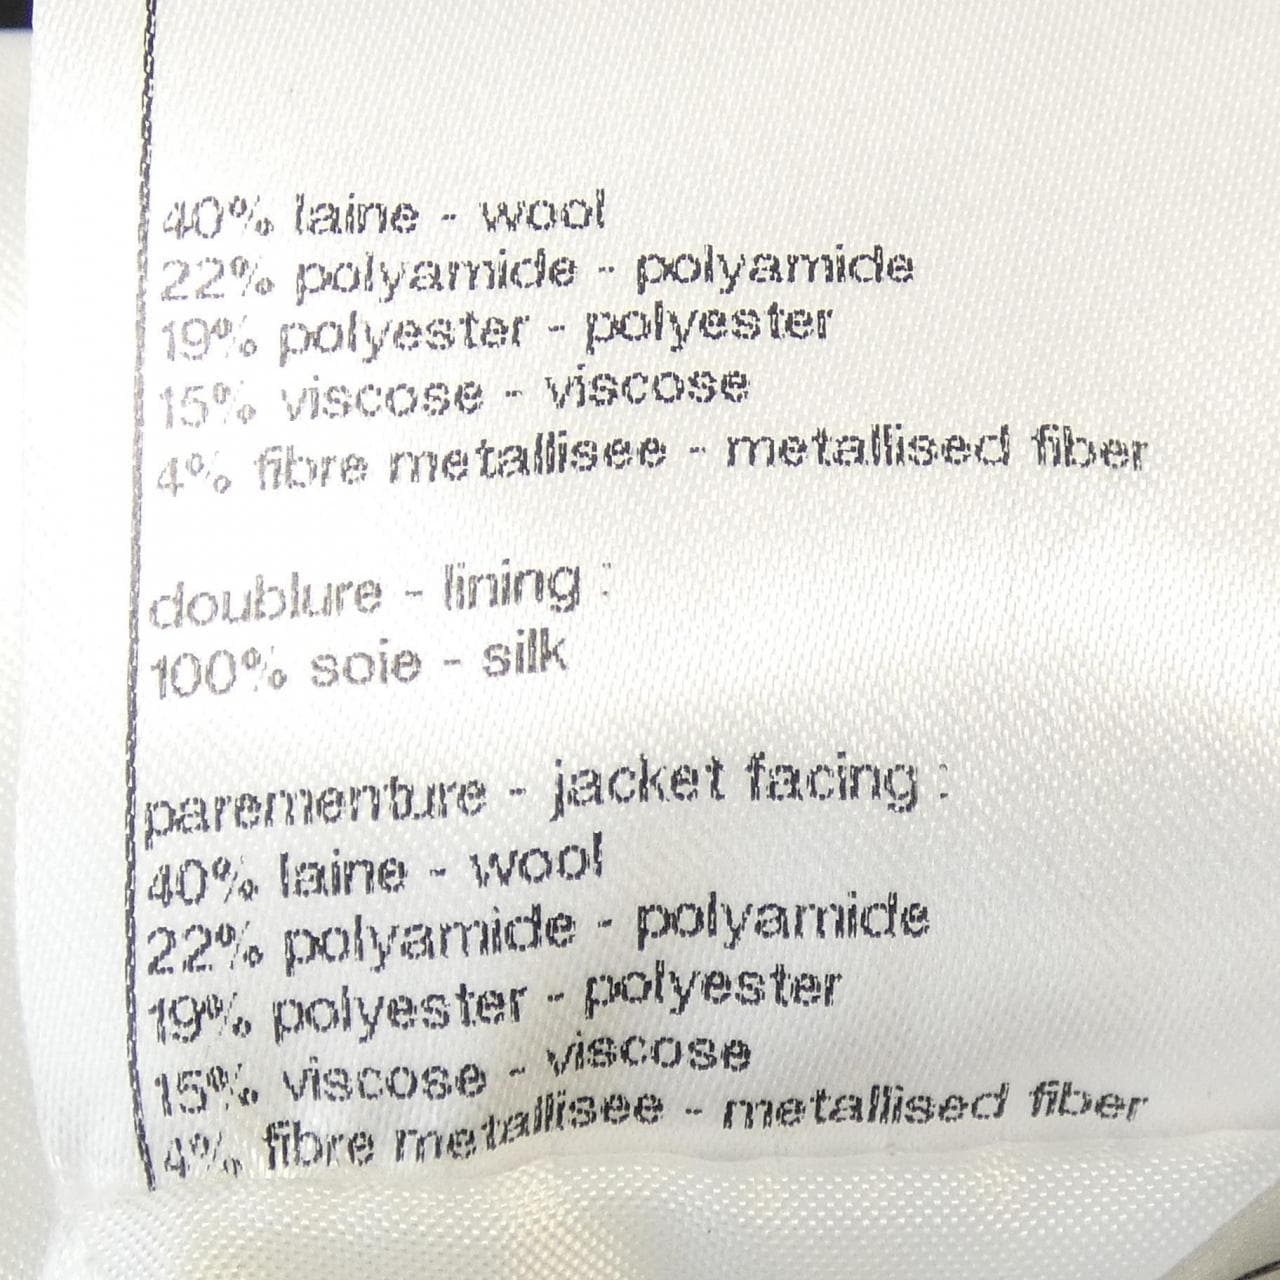 40% laine - wool
22% polyamide - polyamide
19% polyester - polyester
15% viscose - viscose
4% fibre metallisee - metallised fiber
doublure - lining :
100% soie - silk
parementure - jacket facing :
40% laine - wool
22% polyamide - polyamide
19% polyester - polyester
15% viscose - viscose
4% fibre metallisee - metallised fiber